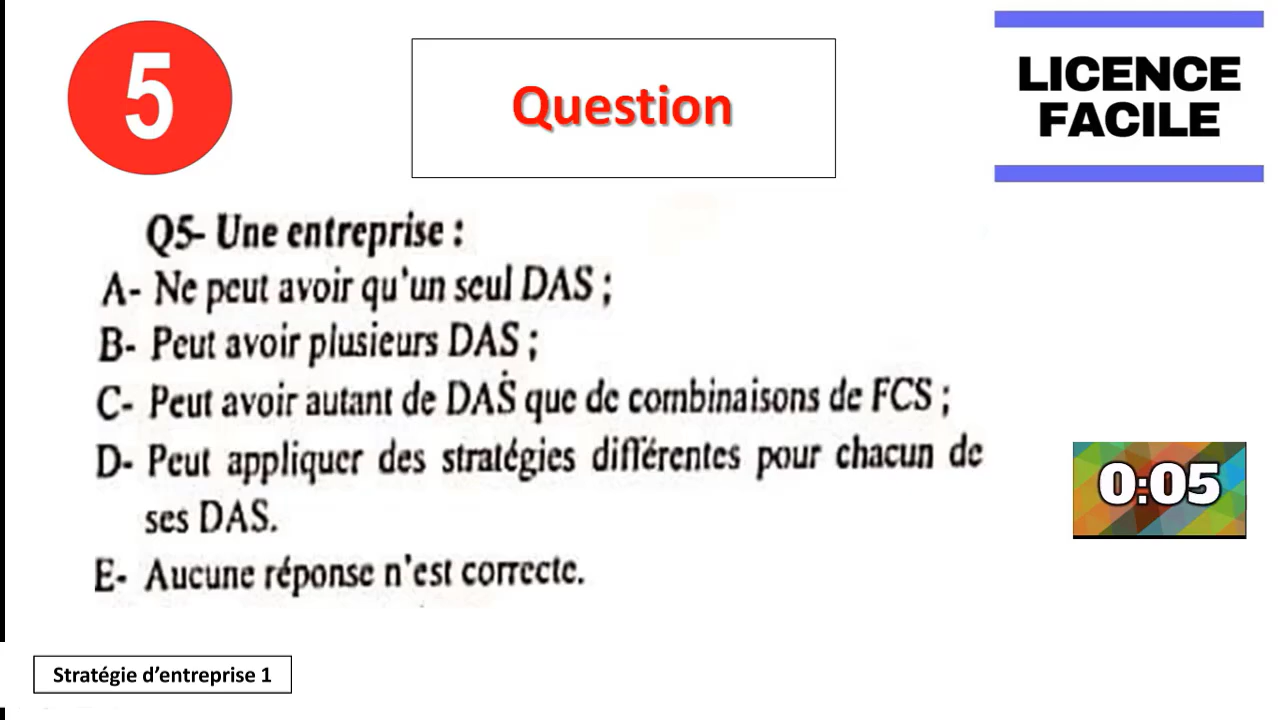 5
Question
LICENCE
FACILE
Q5- Une entreprise :
A- Ne peut avoir qu'un seul DAS ;
B- Peut avoir plusieurs DAS ;
C- Peut avoir autant de DAS que de combinaisons de FCS ;
D- Peut appliquer des stratégies différentes pour chacun de
ses DAS.
E- Aucune réponse n'est correcte.
0:05
Stratégie d'entreprise 1